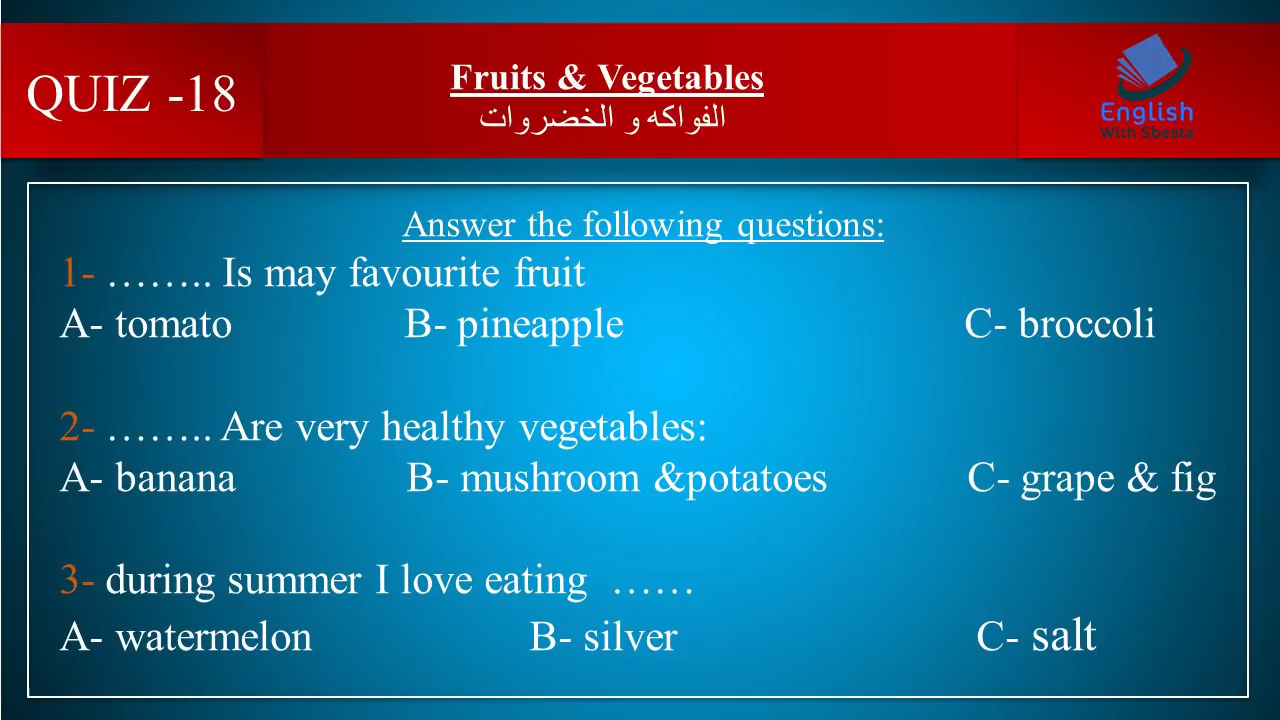 QUIZ -18
Fruits & Vegetables
الفواكه و الخضروات
English
With Sbeata
Answer the following questions:
1- …….. Is may favourite fruit
A- tomato B- pineapple C- broccoli
2- …….. Are very healthy vegetables:
A- banana B- mushroom &potatoes C- grape & fig
3- during summer I love eating ……
A- watermelon B- silver C- salt